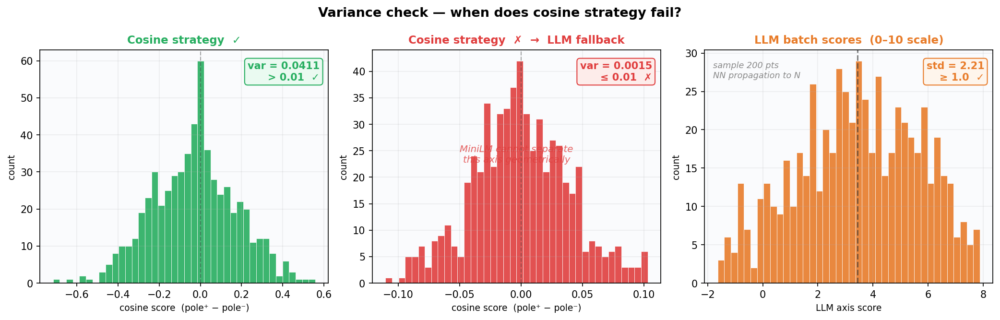 Variance check — when does cosine strategy fail?
Cosine strategy ✓
var = 0.0411
> 0.01 ✓
60
50
40
30
20
10
0
count
−0.6
−0.4
−0.2
0.0
0.2
0.4
0.6
cosine score (pole⁺ − pole⁻)
Cosine strategy ✗ → LLM fallback
var = 0.0015
≤ 0.01 ✗
MiniLM cannot separate
this axis geometrically
40
35
30
25
20
15
10
5
0
count
−0.10
−0.05
0.00
0.05
0.10
cosine score (pole⁺ − pole⁻)
LLM batch scores (0–10 scale)
sample 200 pts
NN propagation to N
std = 2.21
≥ 1.0 ✓
30
25
20
15
10
5
0
count
−2
0
2
4
6
8
LLM axis score